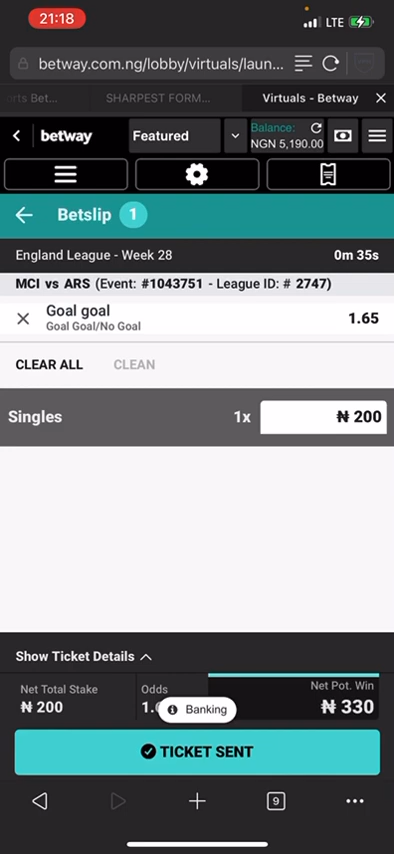 21:18
LTE
betway.com.ng/lobby/virtuals/laun...
orts Bet...
SHARPEST FORM...
Virtuals - Betway
betway
Featured
Balance:
NGN 5,190.00
Betslip 1
England League - Week 28
0m 35s
MCI vs ARS (Event: #1043751 - League ID: # 2747)
Goal goal
1.65
Goal Goal/No Goal
CLEAR ALL
CLEAN
Singles
1x
₦ 200
Show Ticket Details
Net Total Stake
Odds
Net Pot. Win
₦ 200
1.
Banking
₦ 330
TICKET SENT
9